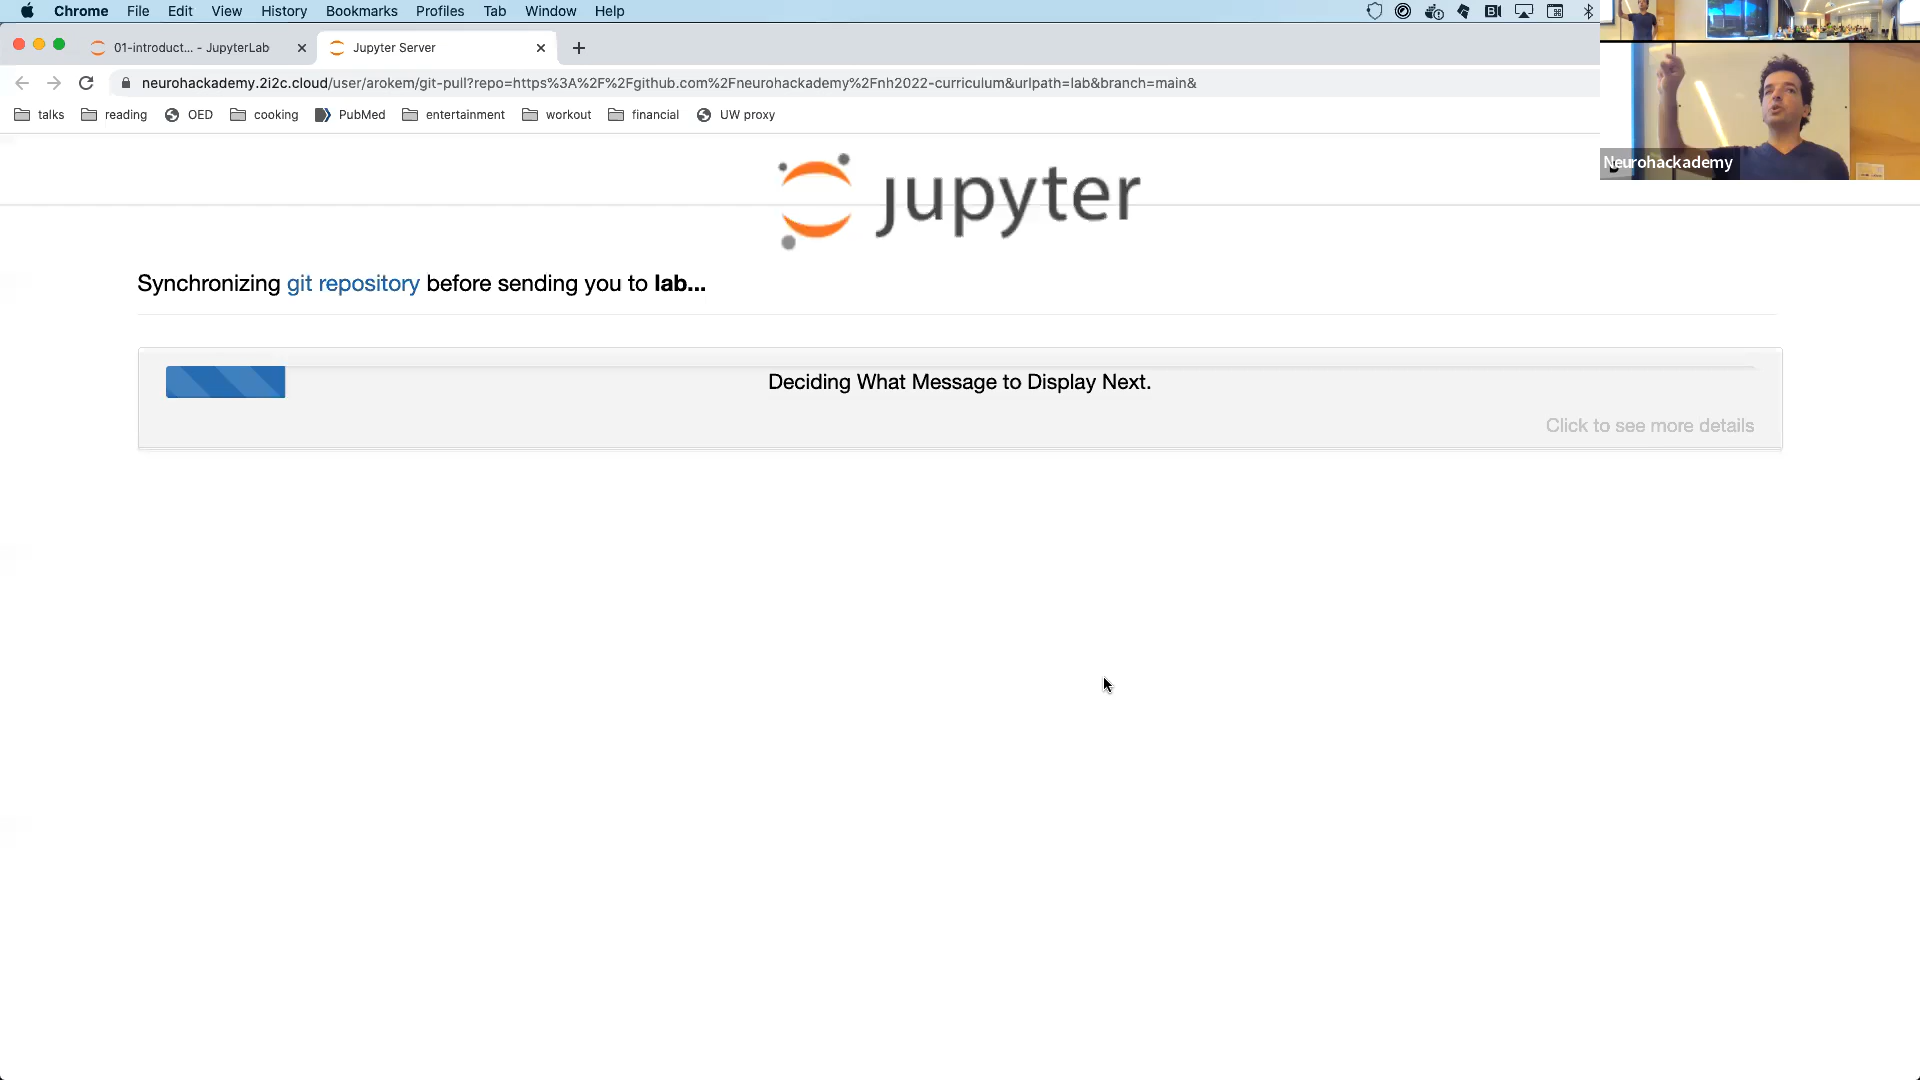 Chrome File Edit View History Bookmarks Profiles Tab Window Help
01-introduct... - JupyterLab
Jupyter Server
neurohackademy.2i2c.cloud/user/arokem/git-pull?repo=https%3A%2F%2Fgithub.com%2Fneurohackademy%2Fnh2022-curriculum&urlpath=lab&branch=main&
talks reading OED cooking PubMed entertainment workout financial UW proxy
Neurohackademy
jupyter
Synchronizing git repository before sending you to lab...
Deciding What Message to Display Next.
Click to see more details